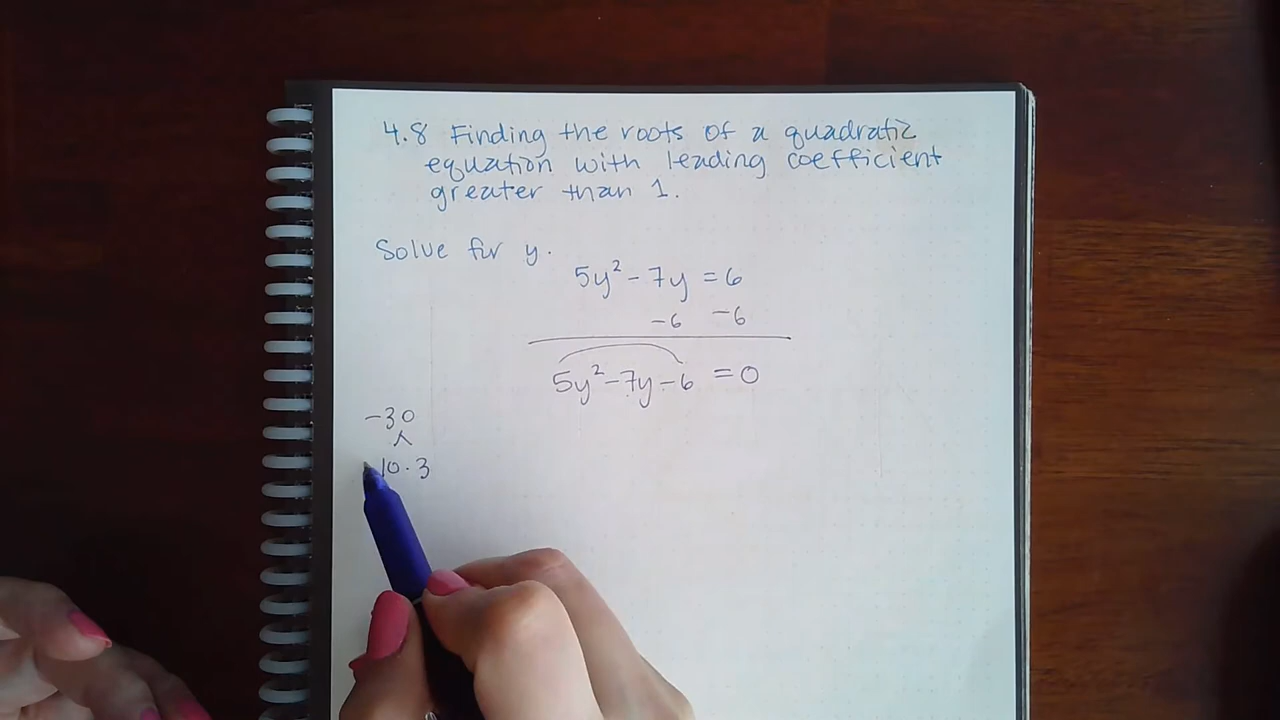 4.8 Finding the roots of a quadratic
equation with leading coefficient
greater than 1.
Solve for y.
5y² - 7y = 6
-6 -6
5y² - 7y - 6 = 0
-30
10 · 3